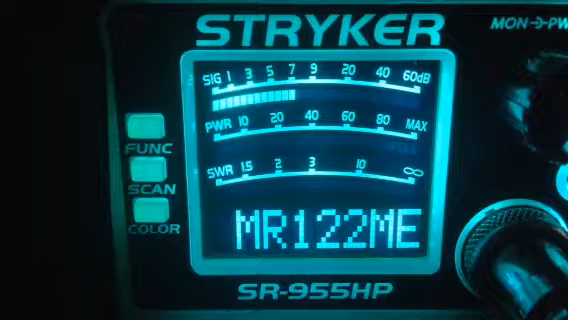 STRYKER
MON PWR
SIG 1 3 5 7 9 20 40 60dB
PWR 10 20 40 60 80 MAX
SWR 1.5 2 3 10 ∞
FUNC
SCAN
COLOR
MR122ME
SR-955HP